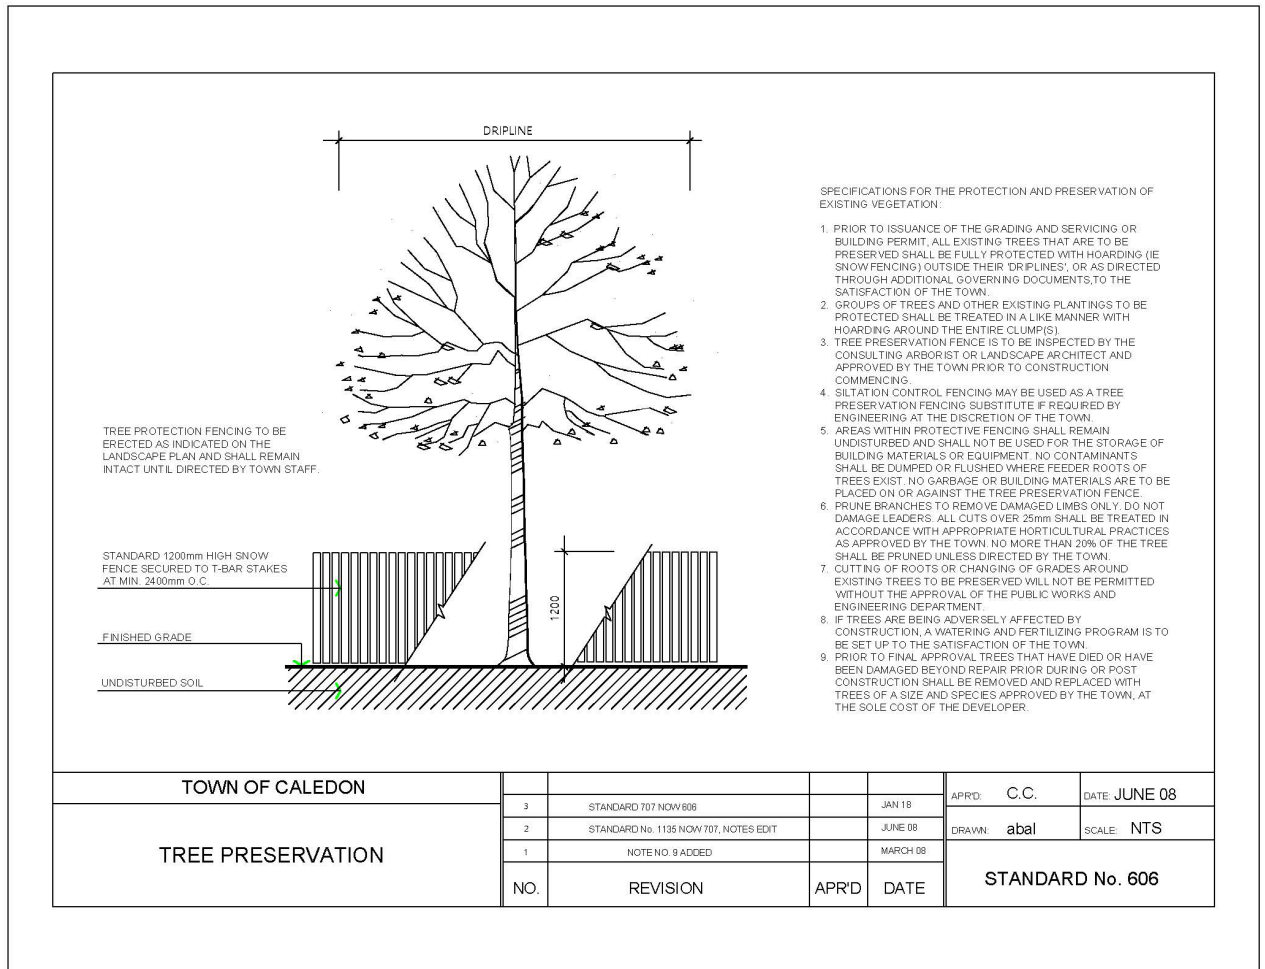 DRIPLINE
SPECIFICATIONS FOR THE PROTECTION AND PRESERVATION OF
EXISTING VEGETATION:
1. PRIOR TO ISSUANCE OF THE GRADING AND SERVICING OR
BUILDING PERMIT, ALL EXISTING TREES THAT ARE TO BE
PRESERVED SHALL BE FULLY PROTECTED WITH HOARDING (IE
SNOW FENCING) OUTSIDE THEIR 'DRIPLINES', OR AS DIRECTED
THROUGH ADDITIONAL GOVERNING DOCUMENTS,TO THE
SATISFACTION OF THE TOWN.
2. GROUPS OF TREES AND OTHER EXISTING PLANTINGS TO BE
PROTECTED SHALL BE TREATED IN A LIKE MANNER WITH
HOARDING AROUND THE ENTIRE CLUMP(S).
3. TREE PRESERVATION FENCE IS TO BE INSPECTED BY THE
CONSULTING ARBORIST OR LANDSCAPE ARCHITECT AND
APPROVED BY THE TOWN PRIOR TO CONSTRUCTION
COMMENCING.
4. SILTATION CONTROL FENCING MAY BE USED AS A TREE
PRESERVATION FENCING SUBSTITUTE IF REQUIRED BY
ENGINEERING AT THE DISCRETION OF THE TOWN.
5. AREAS WITHIN PROTECTIVE FENCING SHALL REMAIN
UNDISTURBED AND SHALL NOT BE USED FOR THE STORAGE OF
BUILDING MATERIALS OR EQUIPMENT. NO CONTAMINANTS
SHALL BE DUMPED OR FLUSHED WHERE FEEDER ROOTS OF
TREES EXIST. NO GARBAGE OR BUILDING MATERIALS ARE TO BE
PLACED ON OR AGAINST THE TREE PRESERVATION FENCE.
6. PRUNE BRANCHES TO REMOVE DAMAGED LIMBS ONLY. DO NOT
DAMAGE LEADERS. ALL CUTS OVER 25mm SHALL BE TREATED IN
ACCORDANCE WITH APPROPRIATE HORTICULTURAL PRACTICES
AS APPROVED BY THE TOWN. NO MORE THAN 20% OF THE TREE
SHALL BE PRUNED UNLESS DIRECTED BY THE TOWN.
7. CUTTING OF ROOTS OR CHANGING OF GRADES AROUND
EXISTING TREES TO BE PRESERVED WILL NOT BE PERMITTED
WITHOUT THE APPROVAL OF THE PUBLIC WORKS AND
ENGINEERING DEPARTMENT.
8. IF TREES ARE BEING ADVERSELY AFFECTED BY
CONSTRUCTION, A WATERING AND FERTILIZING PROGRAM IS TO
BE SET UP TO THE SATISFACTION OF THE TOWN.
9. PRIOR TO FINAL APPROVAL TREES THAT HAVE DIED OR HAVE
BEEN DAMAGED BEYOND REPAIR PRIOR DURING OR POST
CONSTRUCTION SHALL BE REMOVED AND REPLACED WITH
TREES OF A SIZE AND SPECIES APPROVED BY THE TOWN, AT
THE SOLE COST OF THE DEVELOPER.
TREE PROTECTION FENCING TO BE
ERECTED AS INDICATED ON THE
LANDSCAPE PLAN AND SHALL REMAIN
INTACT UNTIL DIRECTED BY TOWN STAFF.
STANDARD 1200mm HIGH SNOW
FENCE SECURED TO T-BAR STAKES
AT MIN. 2400mm O.C.
1200
FINISHED GRADE
UNDISTURBED SOIL
TOWN OF CALEDON
TREE PRESERVATION
3 STANDARD 707 NOW 606 JAN 18
2 STANDARD No. 1135 NOW 707, NOTES EDIT JUNE 08
1 NOTE NO. 9 ADDED MARCH 08
NO. REVISION APR'D DATE
APR'D: C.C. DATE: JUNE 08
DRAWN: abal SCALE: NTS
STANDARD No. 606